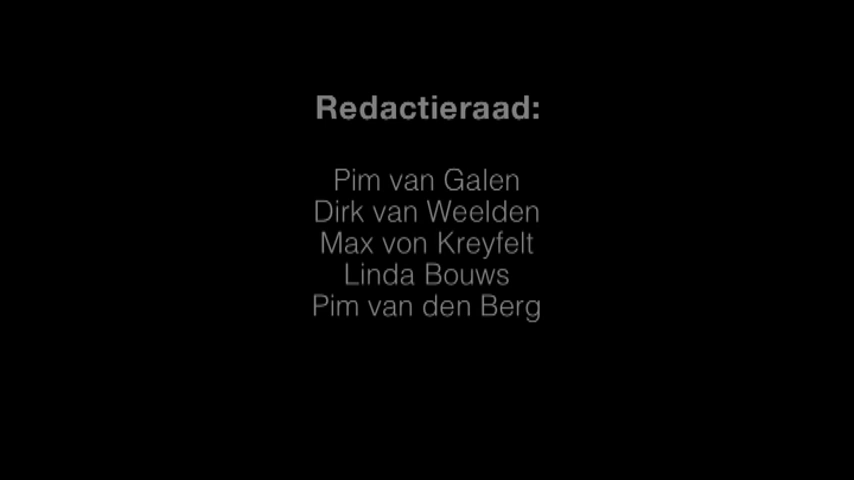 Redactieraad:
Pim van Galen
Dirk van Weelden
Max von Kreyfelt
Linda Bouws
Pim van den Berg